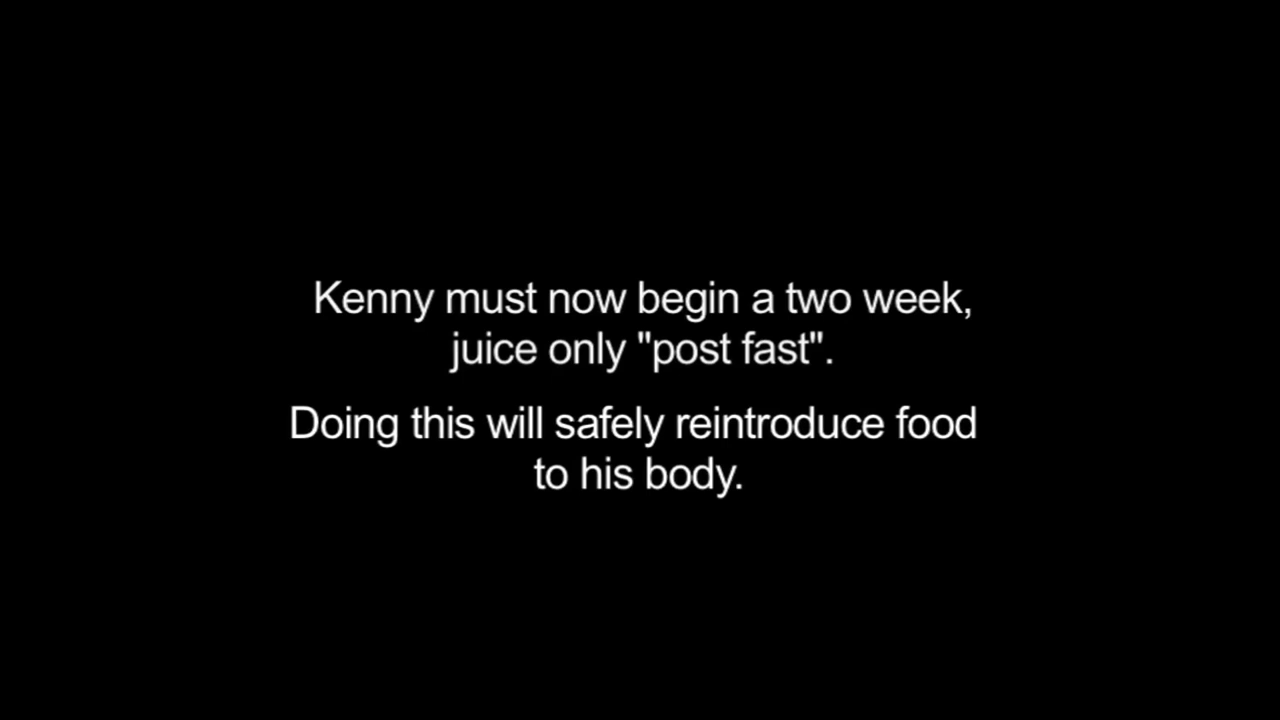 Kenny must now begin a two week,
juice only "post fast".
Doing this will safely reintroduce food
to his body.